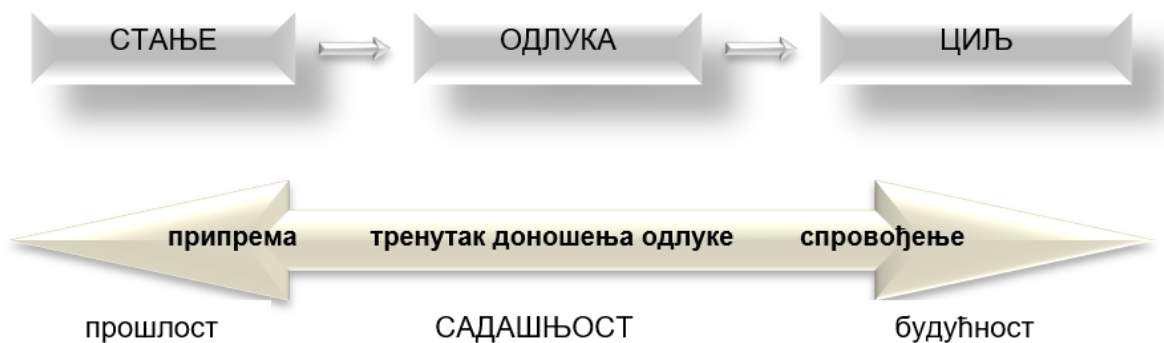 СТАЊЕ ОДЛУКА ЦИЉ
припрема тренутак доношења одлуке спровођење
прошлост САДАШЊОСТ будућност